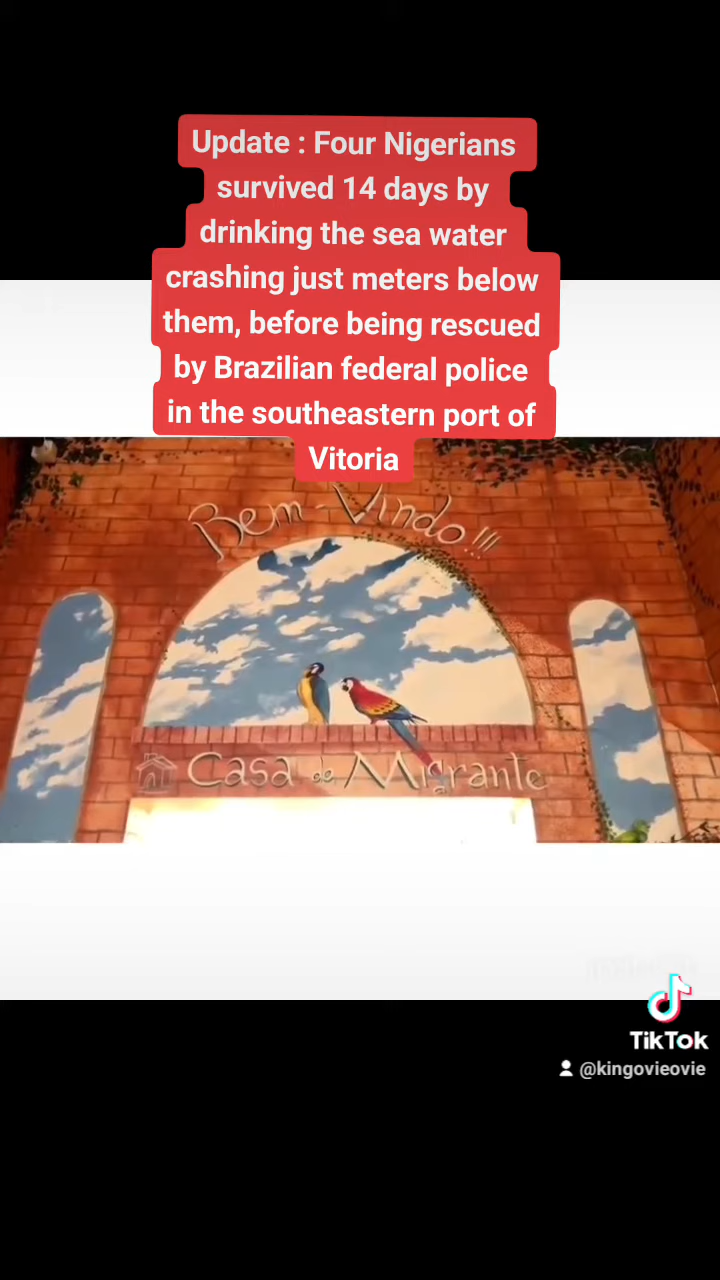 Update : Four Nigerians
survived 14 days by
drinking the sea water
crashing just meters below
them, before being rescued
by Brazilian federal police
in the southeastern port of
Vitoria
Bem-Vindo!!!
Casa do Migrante
TikTok
@kingovieovie